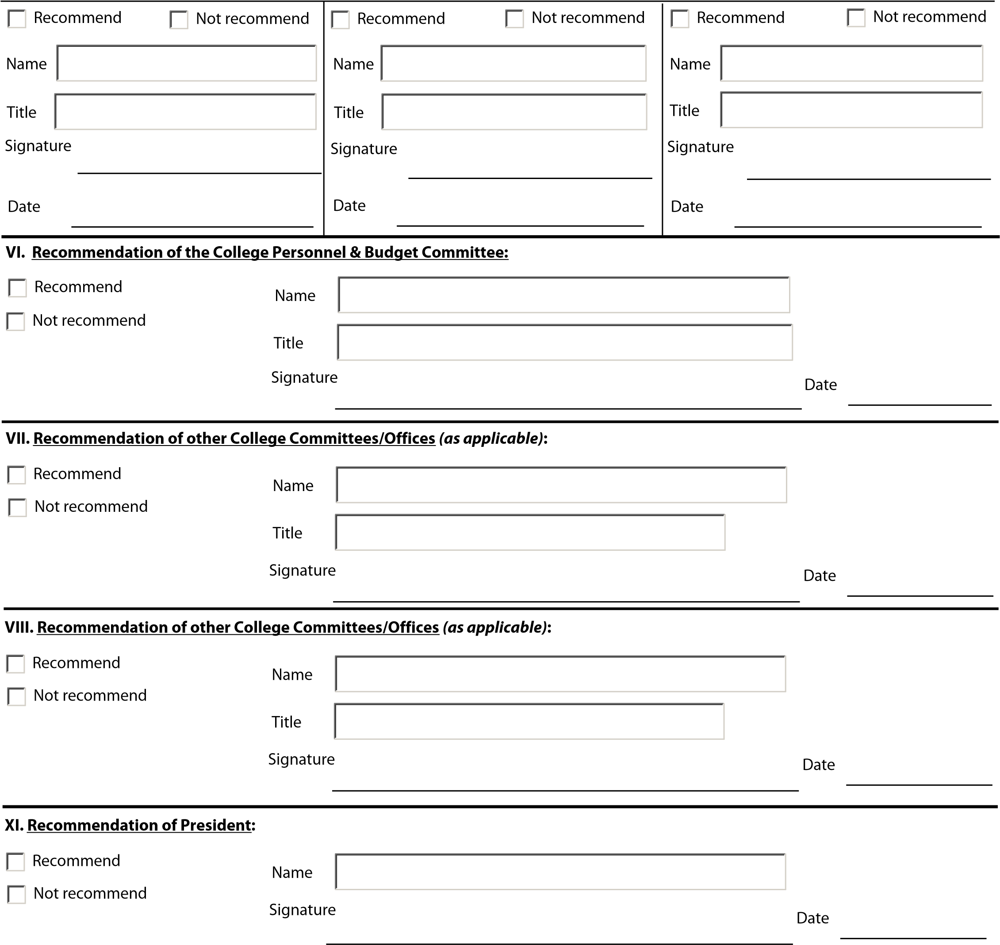 Recommend Not recommend Recommend Not recommend Recommend Not recommend
Name Name Name
Title Title Title
Signature Signature Signature
Date Date Date
VI. Recommendation of the College Personnel & Budget Committee:
Recommend
Name
Not recommend
Title
Signature
Date
VII. Recommendation of other College Committees/Offices (as applicable):
Recommend
Name
Not recommend
Title
Signature
Date
VIII. Recommendation of other College Committees/Offices (as applicable):
Recommend
Name
Not recommend
Title
Signature
Date
XI. Recommendation of President:
Recommend
Name
Not recommend
Signature
Date